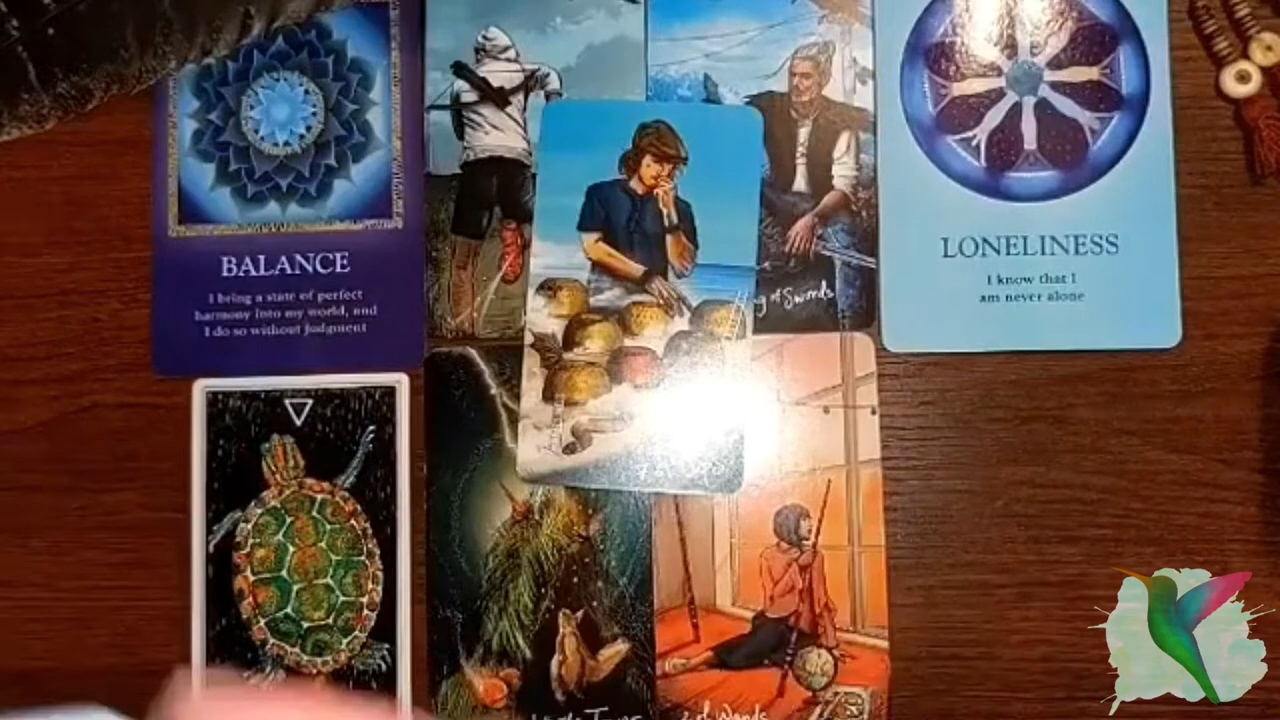 BALANCE
I bring a state of perfect
harmony into my world, and
I do so without judgment
LONELINESS
I know that I
am never alone
g of Swords
of Wands